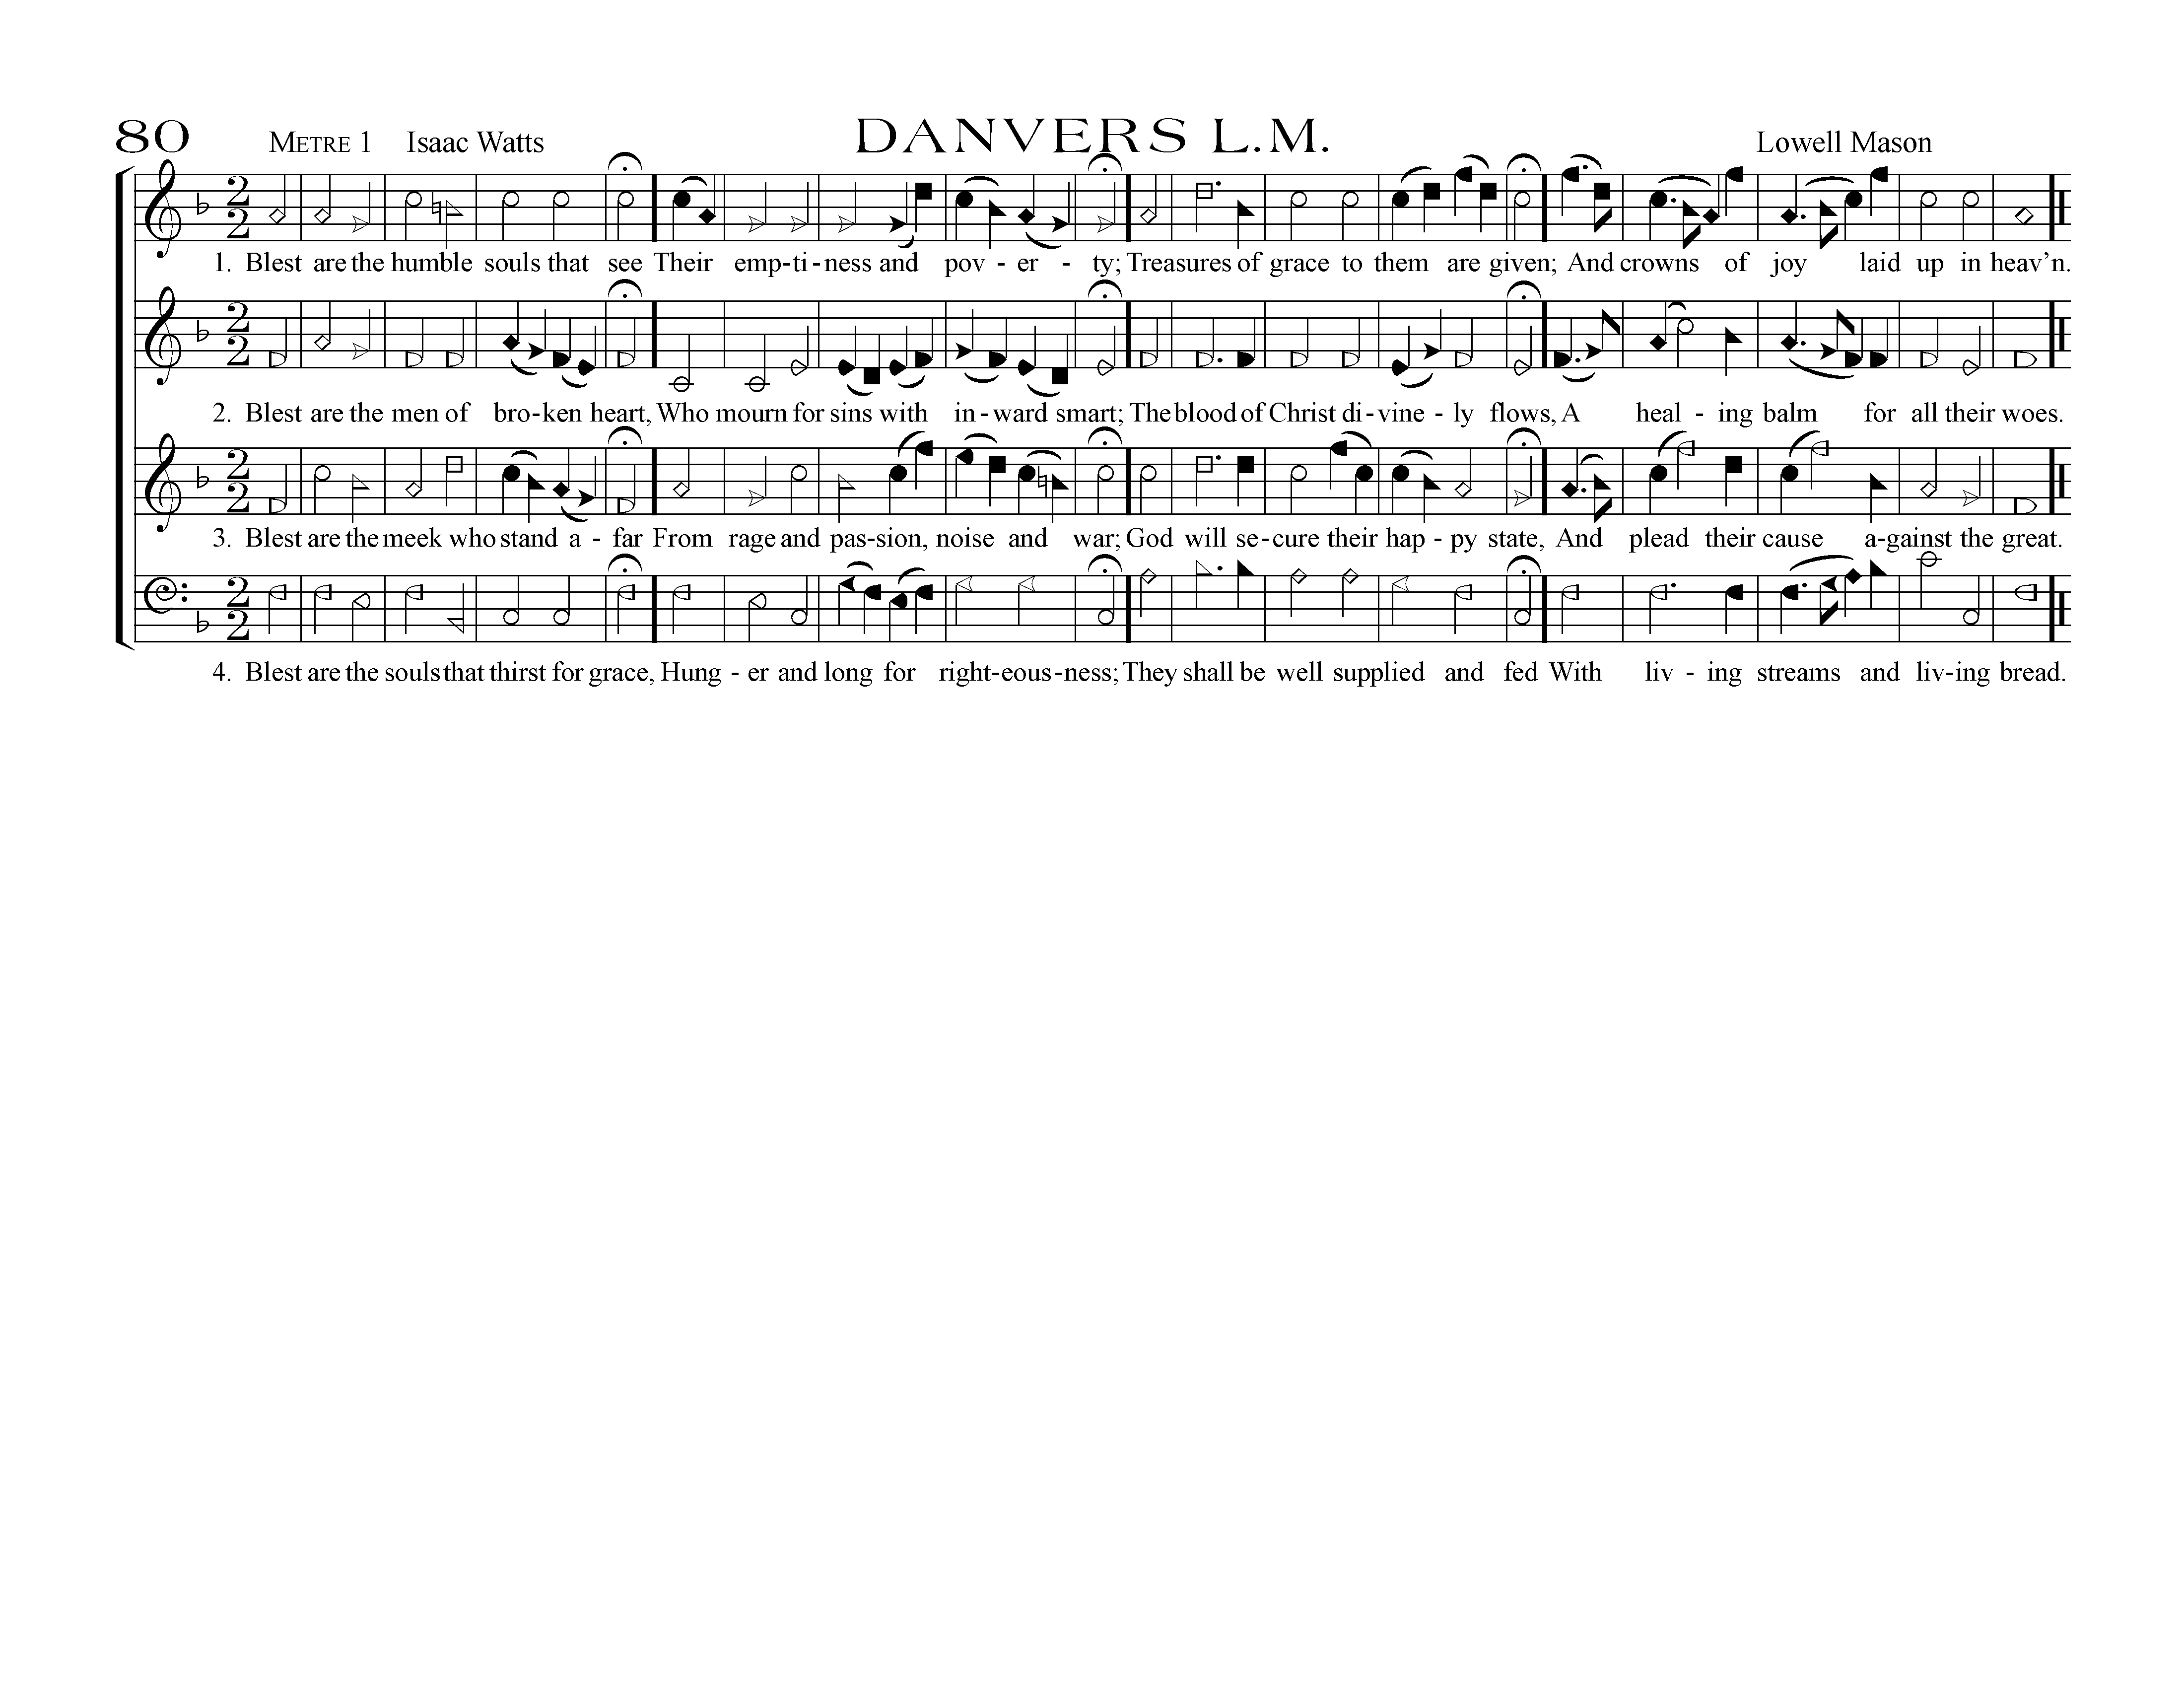 80 METRE 1 Isaac Watts DANVERS L.M. Lowell Mason
1. Blest are the humble souls that see Their emp-ti-ness and pov - er - ty; Treasures of grace to them are given; And crowns of joy laid up in heav’n.
2. Blest are the men of bro-ken heart, Who mourn for sins with in-ward smart; The blood of Christ di-vine - ly flows, A heal - ing balm for all their woes.
3. Blest are the meek who stand a - far From rage and pas-sion, noise and war; God will se-cure their hap - py state, And plead their cause a-gainst the great.
4. Blest are the souls that thirst for grace, Hung - er and long for right-eous-ness; They shall be well supplied and fed With liv - ing streams and liv-ing bread.